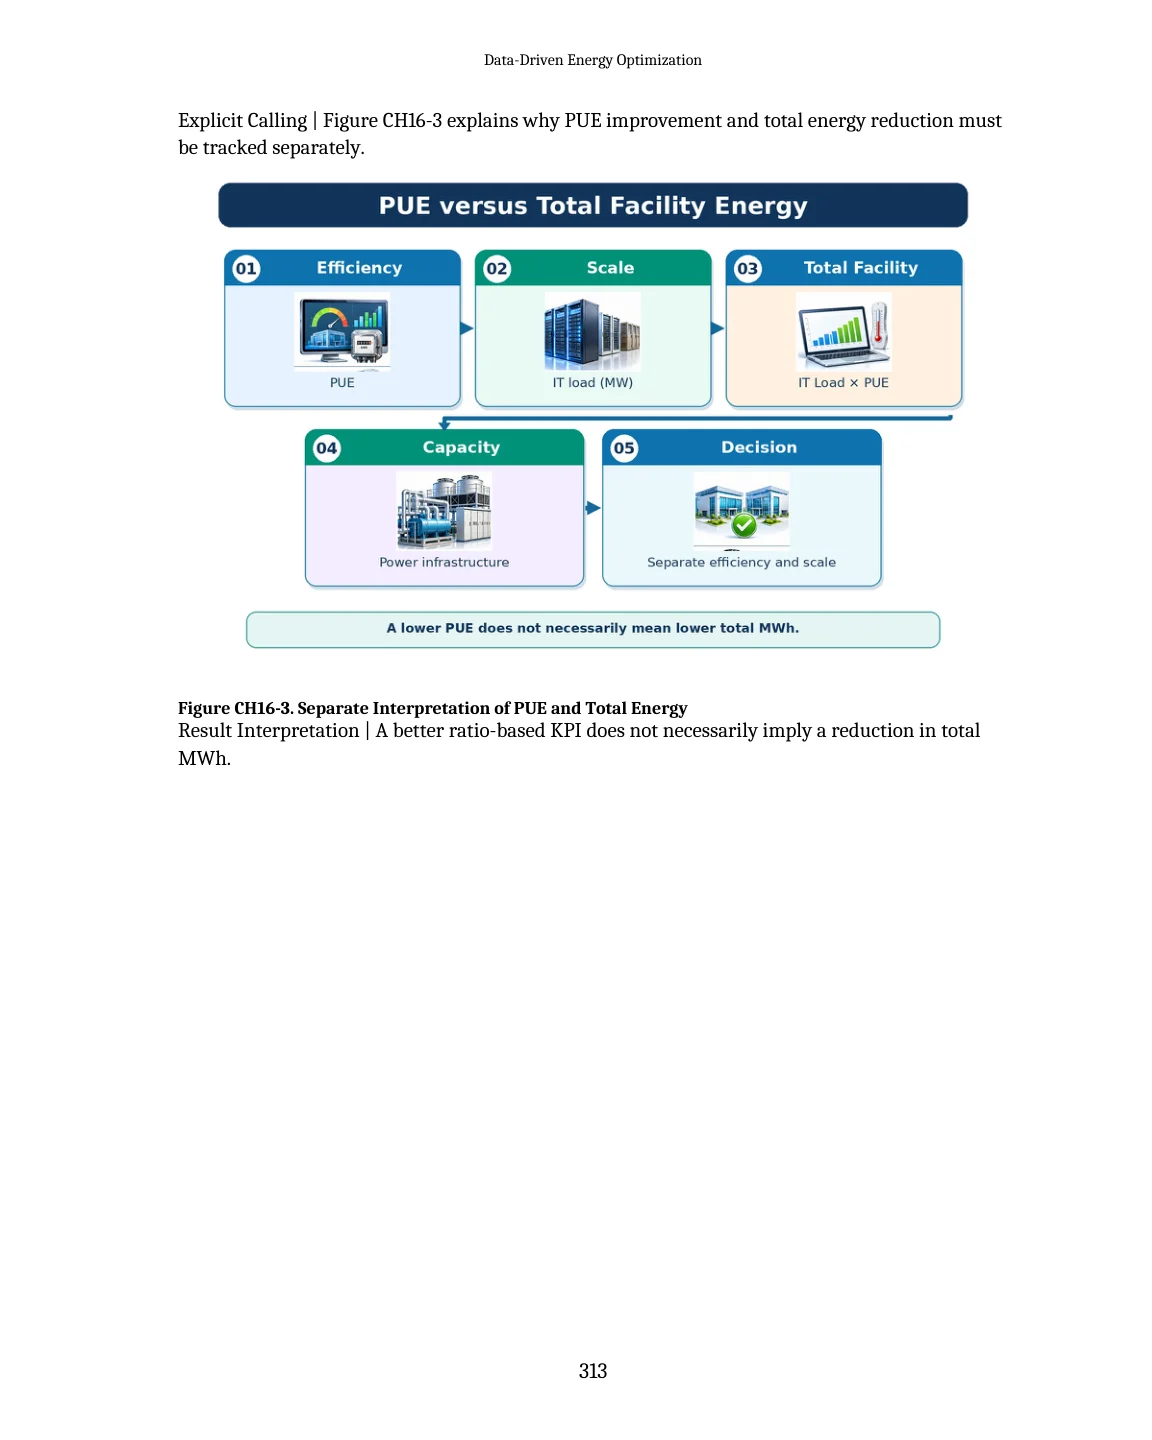 Data-Driven Energy Optimization
Explicit Calling | Figure CH16-3 explains why PUE improvement and total energy reduction must
be tracked separately.
PUE versus Total Facility Energy
01 Efficiency
PUE
02 Scale
IT load (MW)
03 Total Facility
IT Load × PUE
04 Capacity
Power infrastructure
05 Decision
Separate efficiency and scale
A lower PUE does not necessarily mean lower total MWh.
Figure CH16-3. Separate Interpretation of PUE and Total Energy
Result Interpretation | A better ratio-based KPI does not necessarily imply a reduction in total
MWh.
313